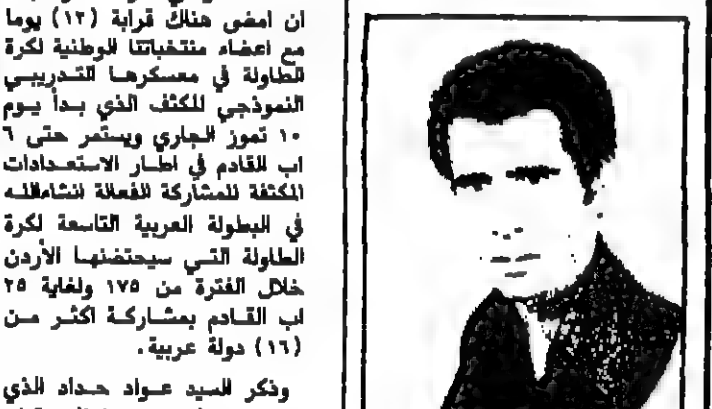 ان امضى هناك قرابة (١٢) يوما
مع اعضاء منتخباتنا الوطنية لكرة
الطاولة في معسكرها التدريبي
النموذجي المكثف الذي بدأ يوم
١٠ تموز الجاري ويستمر حتى ٦
اب القادم في اطار الاستعدادات
المكثفة للمشاركة الفعالة
في البطولة العربية التاسعة لكرة
الطاولة التي سيحتضنها الأردن
خلال الفترة من ١٧٥ ولغاية ٢٥
اب القادم بمشاركة اكثر من
(١٦) دولة عربية.
وذكر السيد عواد حداد الذي